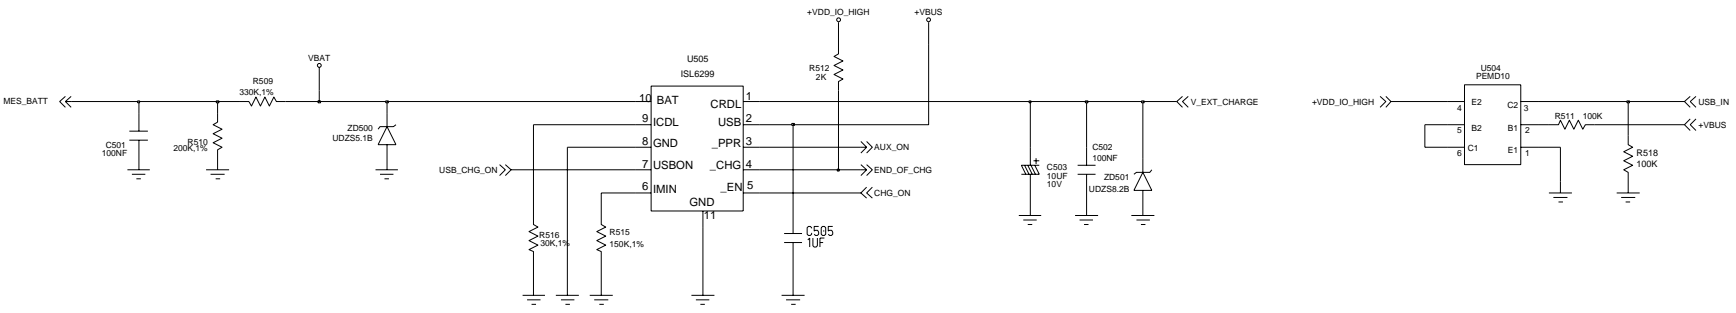 +VDD_IO_HIGH
+VBUS
VBAT
U505
ISL6299
R512
2K
U504
PEMD10
R509
330K,1%
MES_BATT
10
BAT
CRDL
1
V_EXT_CHARGE
+VDD_IO_HIGH
4
E2
C2
3
USB_IN
9
ICDL
USB
2
5
B2
B1
2
R511
100K
+VBUS
C501
100NF
R510
200K,1%
ZD500
UDZS5.1B
8
GND
_PPR
3
AUX_ON
6
C1
E1
1
C502
100NF
R518
100K
USB_CHG_ON
7
USBON
_CHG
4
END_OF_CHG
C503
10UF
10V
ZD501
UDZS8.2B
6
IMIN
_EN
5
CHG_ON
GND
11
R516
30K,1%
R515
150K,1%
C505
1UF